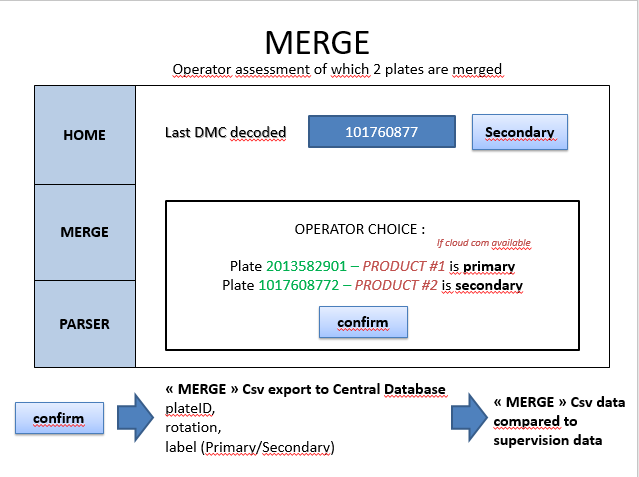 MERGE
Operator assessment of which 2 plates are merged
HOME
Last DMC decoded
101760877
Secondary
MERGE
OPERATOR CHOICE :
If cloud com available
Plate 2013582901 – PRODUCT #1 is primary
Plate 1017608772 – PRODUCT #2 is secondary
confirm
PARSER
confirm
« MERGE » Csv export to Central Database
plateID,
rotation,
label (Primary/Secondary)
« MERGE » Csv data
compared to
supervision data